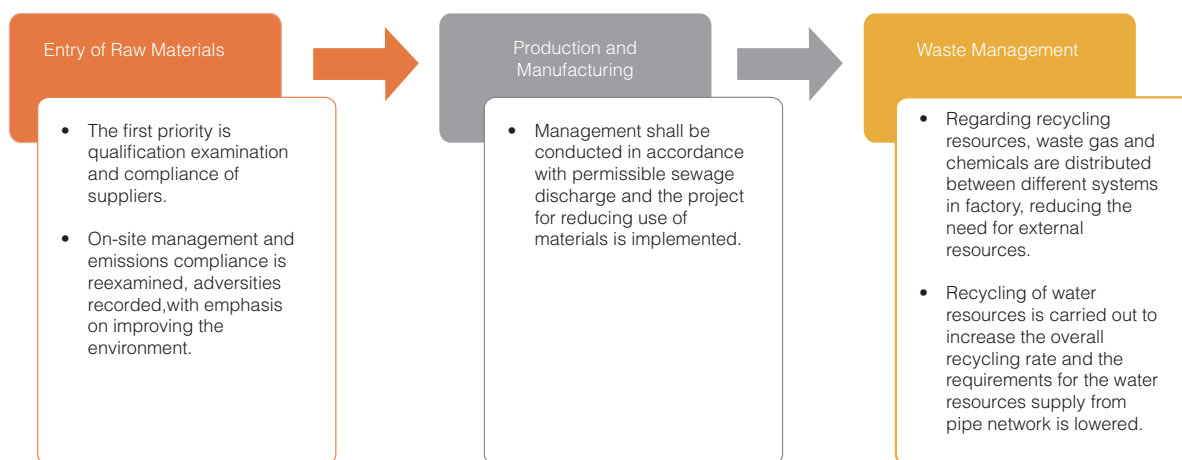 Entry of Raw Materials
• The first priority is
qualification examination
and compliance of
suppliers.
• On-site management and
emissions compliance is
reexamined, adversities
recorded,with emphasis
on improving the
environment.
Production and
Manufacturing
• Management shall be
conducted in accordance
with permissible sewage
discharge and the project
for reducing use of
materials is implemented.
Waste Management
• Regarding recycling
resources, waste gas and
chemicals are distributed
between different systems
in factory, reducing the
need for external
resources.
• Recycling of water
resources is carried out to
increase the overall
recycling rate and the
requirements for the water
resources supply from
pipe network is lowered.